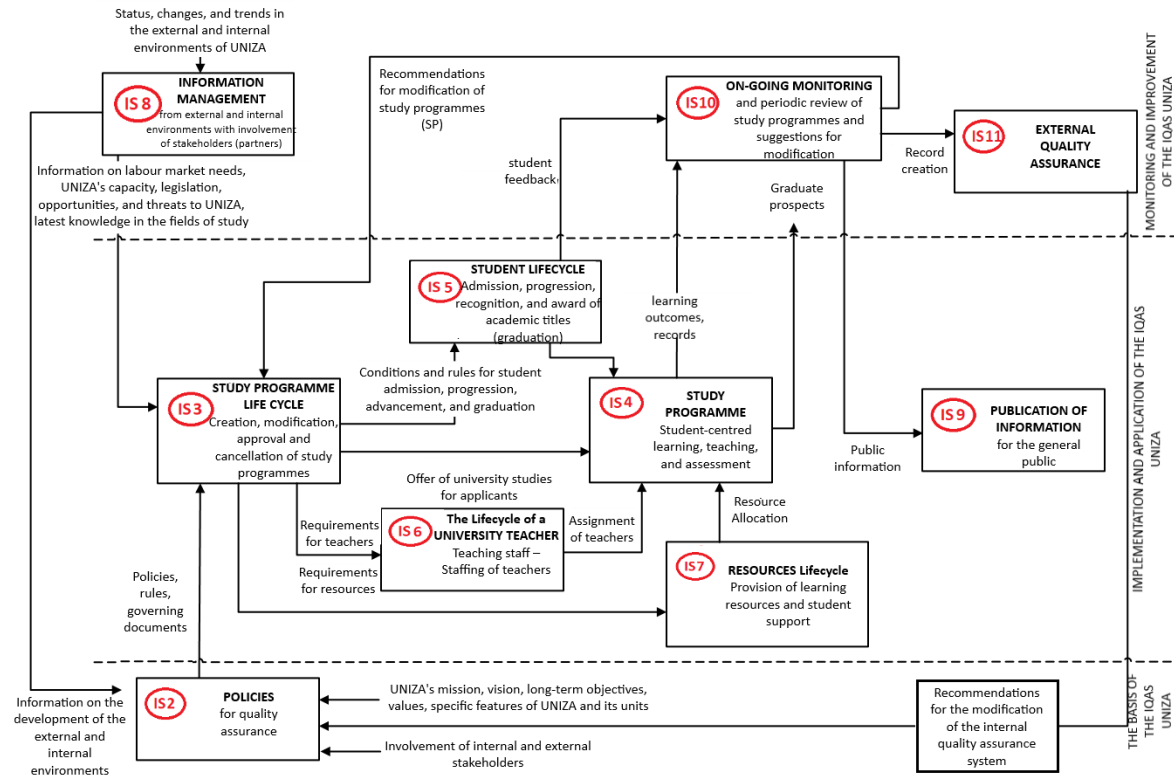 Status, changes, and trends in
the external and internal
environments of UNIZA
IS 8
INFORMATION
MANAGEMENT
from external and internal
environments with involvement
of stakeholders (partners)
Information on labour market needs,
UNIZA's capacity, legislation,
opportunities, and threats to UNIZA,
latest knowledge in the fields of study
Recommendations
for modification of
study programmes
(SP)
student
feedback
IS10
ON-GOING MONITORING
and periodic review of
study programmes and
suggestions for
modification
Record
creation
IS11
EXTERNAL
QUALITY
ASSURANCE
Graduate
prospects
MONITORING AND IMPROVEMENT
OF THE IQAS UNIZA
IS 5
STUDENT LIFECYCLE
Admission, progression,
recognition, and award of
academic titles
(graduation)
learning
outcomes,
records
Conditions and rules for student
admission, progression,
advancement, and graduation
IS3
STUDY PROGRAMME
LIFE CYCLE
Creation, modification,
approval and
cancellation of study
programmes
IS 4
STUDY
PROGRAMME
Student-centred
learning, teaching,
and assessment
Public
information
IS 9
PUBLICATION OF
INFORMATION
for the general
public
Offer of university studies
for applicants
Requirements
for teachers
Requirements
for resources
IS 6
The Lifecycle of a
UNIVERSITY TEACHER
Teaching staff –
Staffing of teachers
Assignment
of teachers
Resource
Allocation
IS7
RESOURCES Lifecycle
Provision of learning
resources and student
support
IMPLEMENTATION AND APPLICATION OF THE IQAS
UNIZA
Policies,
rules,
governing
documents
Information on the
development of the
external and
internal
environments
IS2
POLICIES
for quality
assurance
UNIZA's mission, vision, long-term objectives,
values, specific features of UNIZA and its units
Involvement of internal and external
stakeholders
Recommendations
for the modification
of the internal
quality assurance
system
THE BASIS OF
THE IQAS
UNIZA